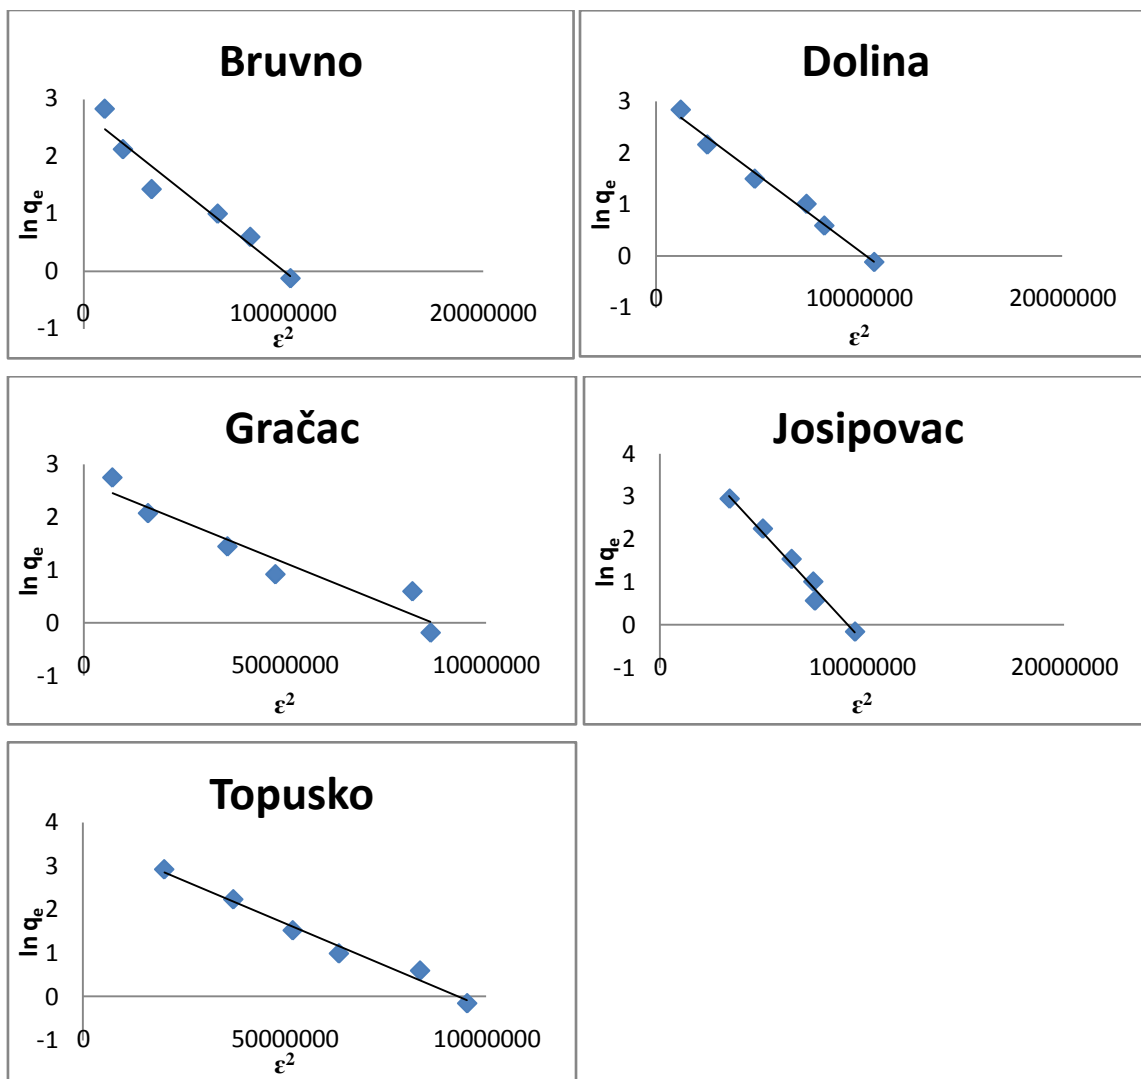 Bruvno
3
2
1
0
-1
ln qₑ
0
10000000
20000000
ε²
Dolina
3
2
1
0
-1
ln qₑ
0
10000000
20000000
ε²
Gračac
3
2
1
0
-1
ln qₑ
0
50000000
10000000
ε²
Josipovac
4
3
2
1
0
-1
ln qₑ
0
10000000
20000000
ε²
Topusko
4
3
2
1
0
-1
ln qₑ
0
50000000
10000000
ε²